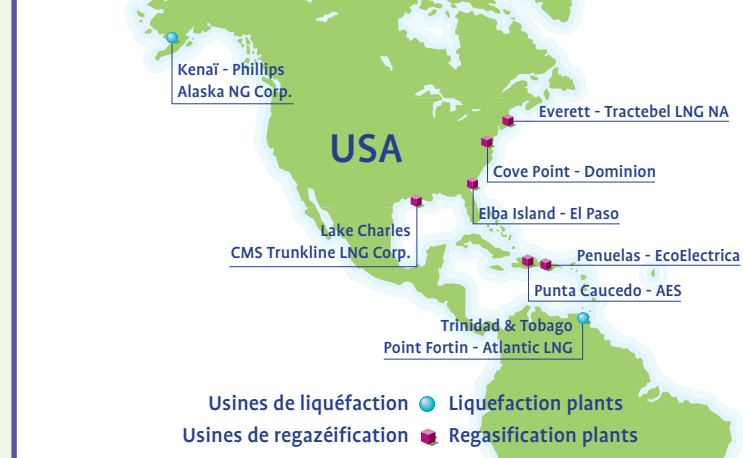 Kenaï - Phillips
Alaska NG Corp.
Everett - Tractebel LNG NA
USA
Cove Point - Dominion
Elba Island - El Paso
Lake Charles
CMS Trunkline LNG Corp.
Penuelas - EcoElectrica
Punta Caucedo - AES
Trinidad & Tobago
Point Fortin - Atlantic LNG
Usines de liquéfaction Liquefaction plants
Usines de regazéification Regasification plants